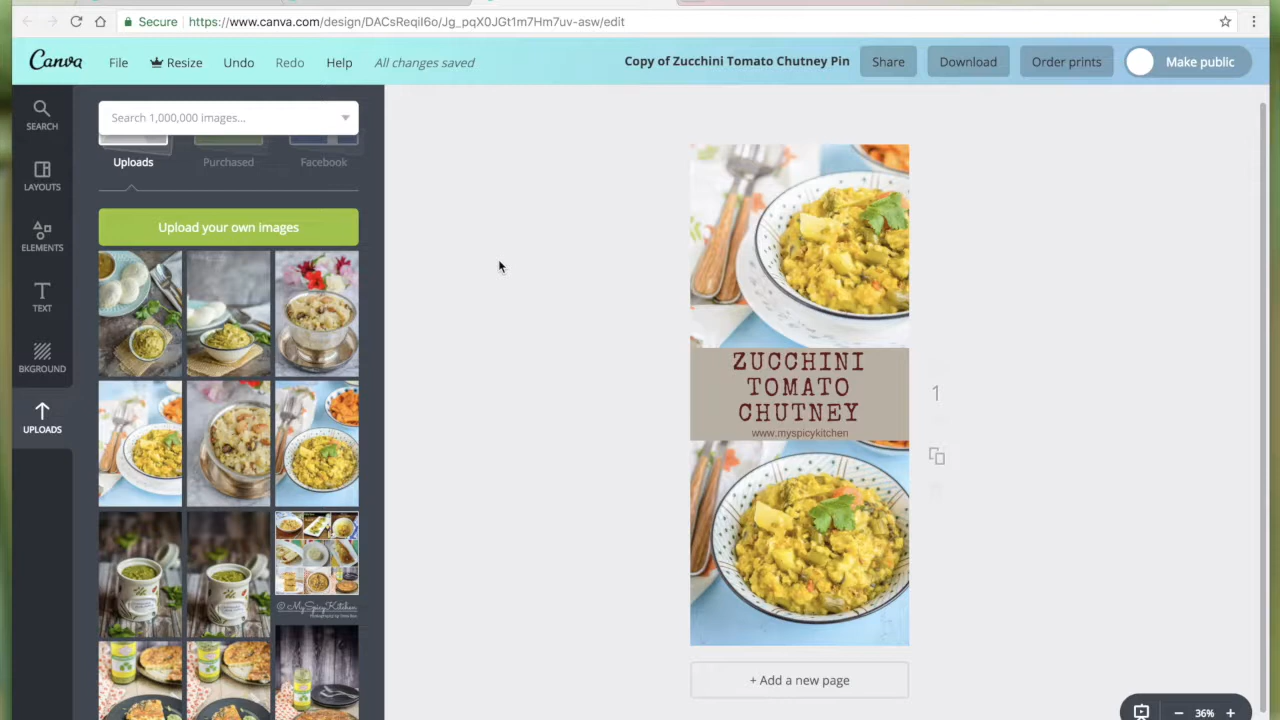 Secure https://www.canva.com/design/DACsReqiI6o/Jg_pqX0JGt1m7Hm7uv-asw/edit
Canva File Resize Undo Redo Help All changes saved Copy of Zucchini Tomato Chutney Pin Share Download Order prints Make public
SEARCH
LAYOUTS
ELEMENTS
TEXT
BKGROUND
UPLOADS
Search 1,000,000 images...
Uploads Purchased Facebook
Upload your own images
© MySpicyKitchen
ZUCCHINI
TOMATO
CHUTNEY
www.myspicykitchen
1
+ Add a new page
36%